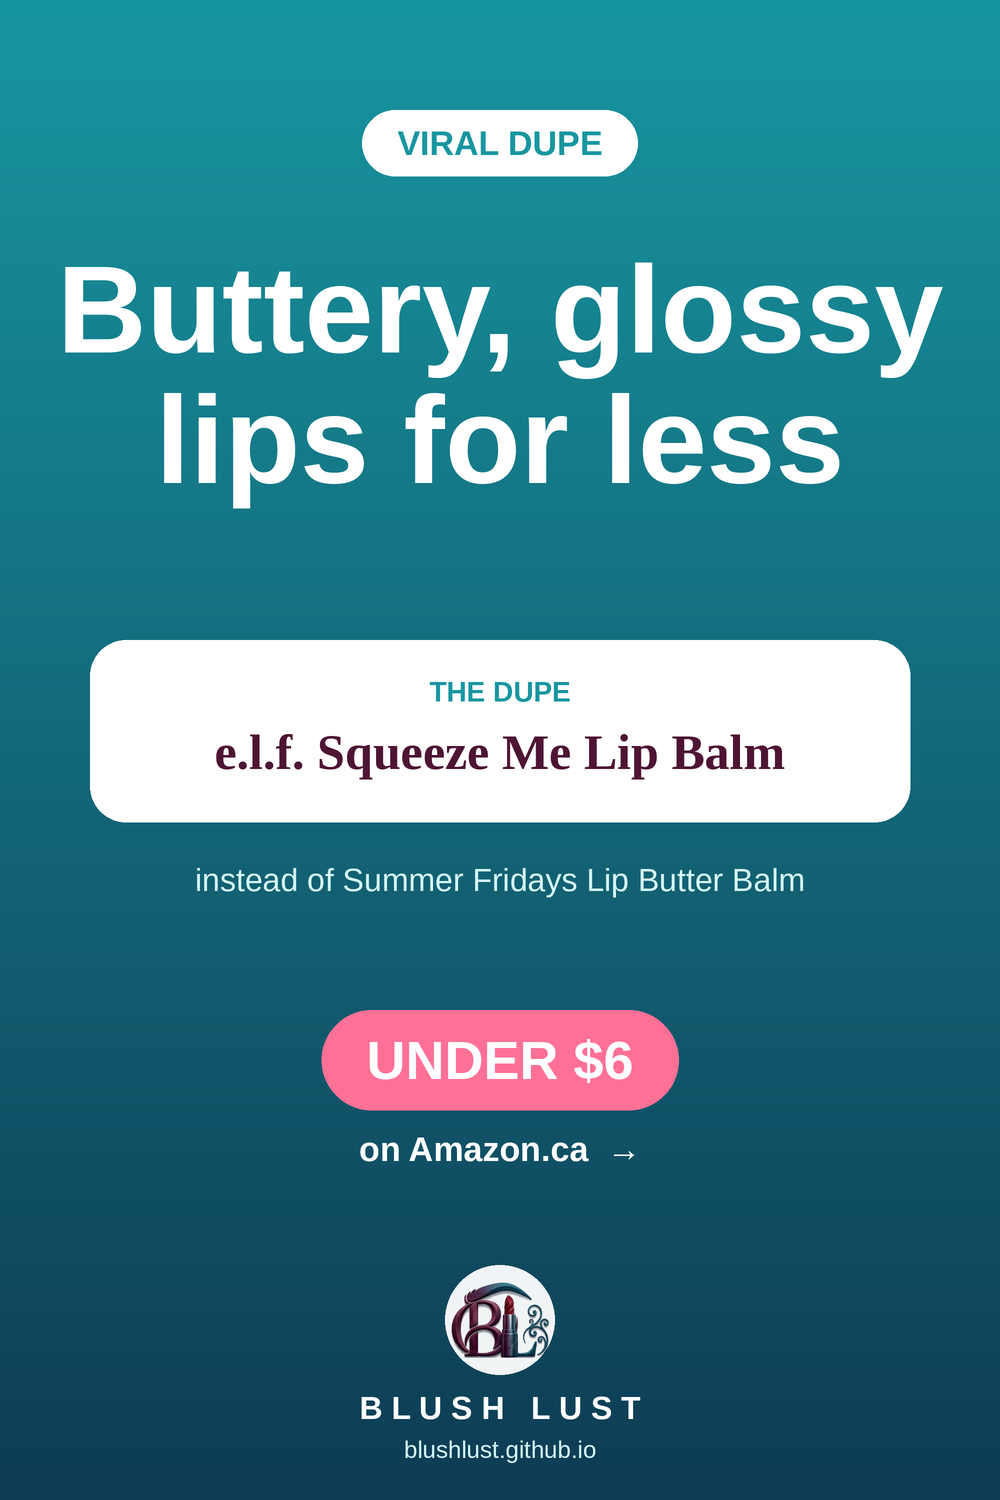 VIRAL DUPE
Buttery, glossy
lips for less
THE DUPE
e.l.f. Squeeze Me Lip Balm
instead of Summer Fridays Lip Butter Balm
UNDER $6
on Amazon.ca →
BL
BLUSH LUST
blushlust.github.io